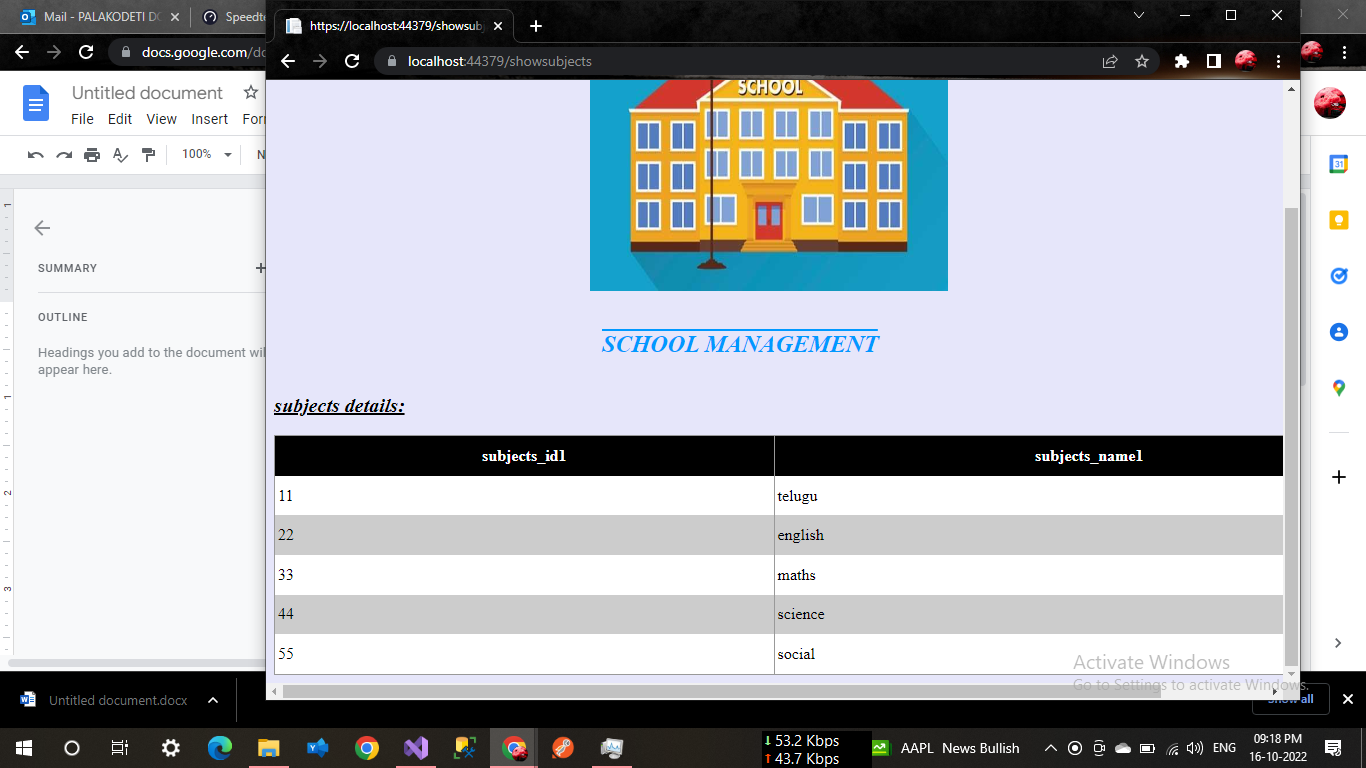 Mail - PALAKODETI
Speedte
https://localhost:44379/showsub
docs.google.com/do
localhost:44379/showsubjects
Untitled document
File Edit View Insert For
100%
N
31
SUMMARY
OUTLINE
Headings you add to the document wil
appear here.
SCHOOL
SCHOOL MANAGEMENT
subjects details:
subjects_id1 subjects_name1
11 telugu
22 english
33 maths
44 science
55 social
Activate Windows
Go to Settings to activate Windows.
Untitled document.docx
Show all
53.2 Kbps
43.7 Kbps
AAPL News Bullish
ENG
09:18 PM
16-10-2022